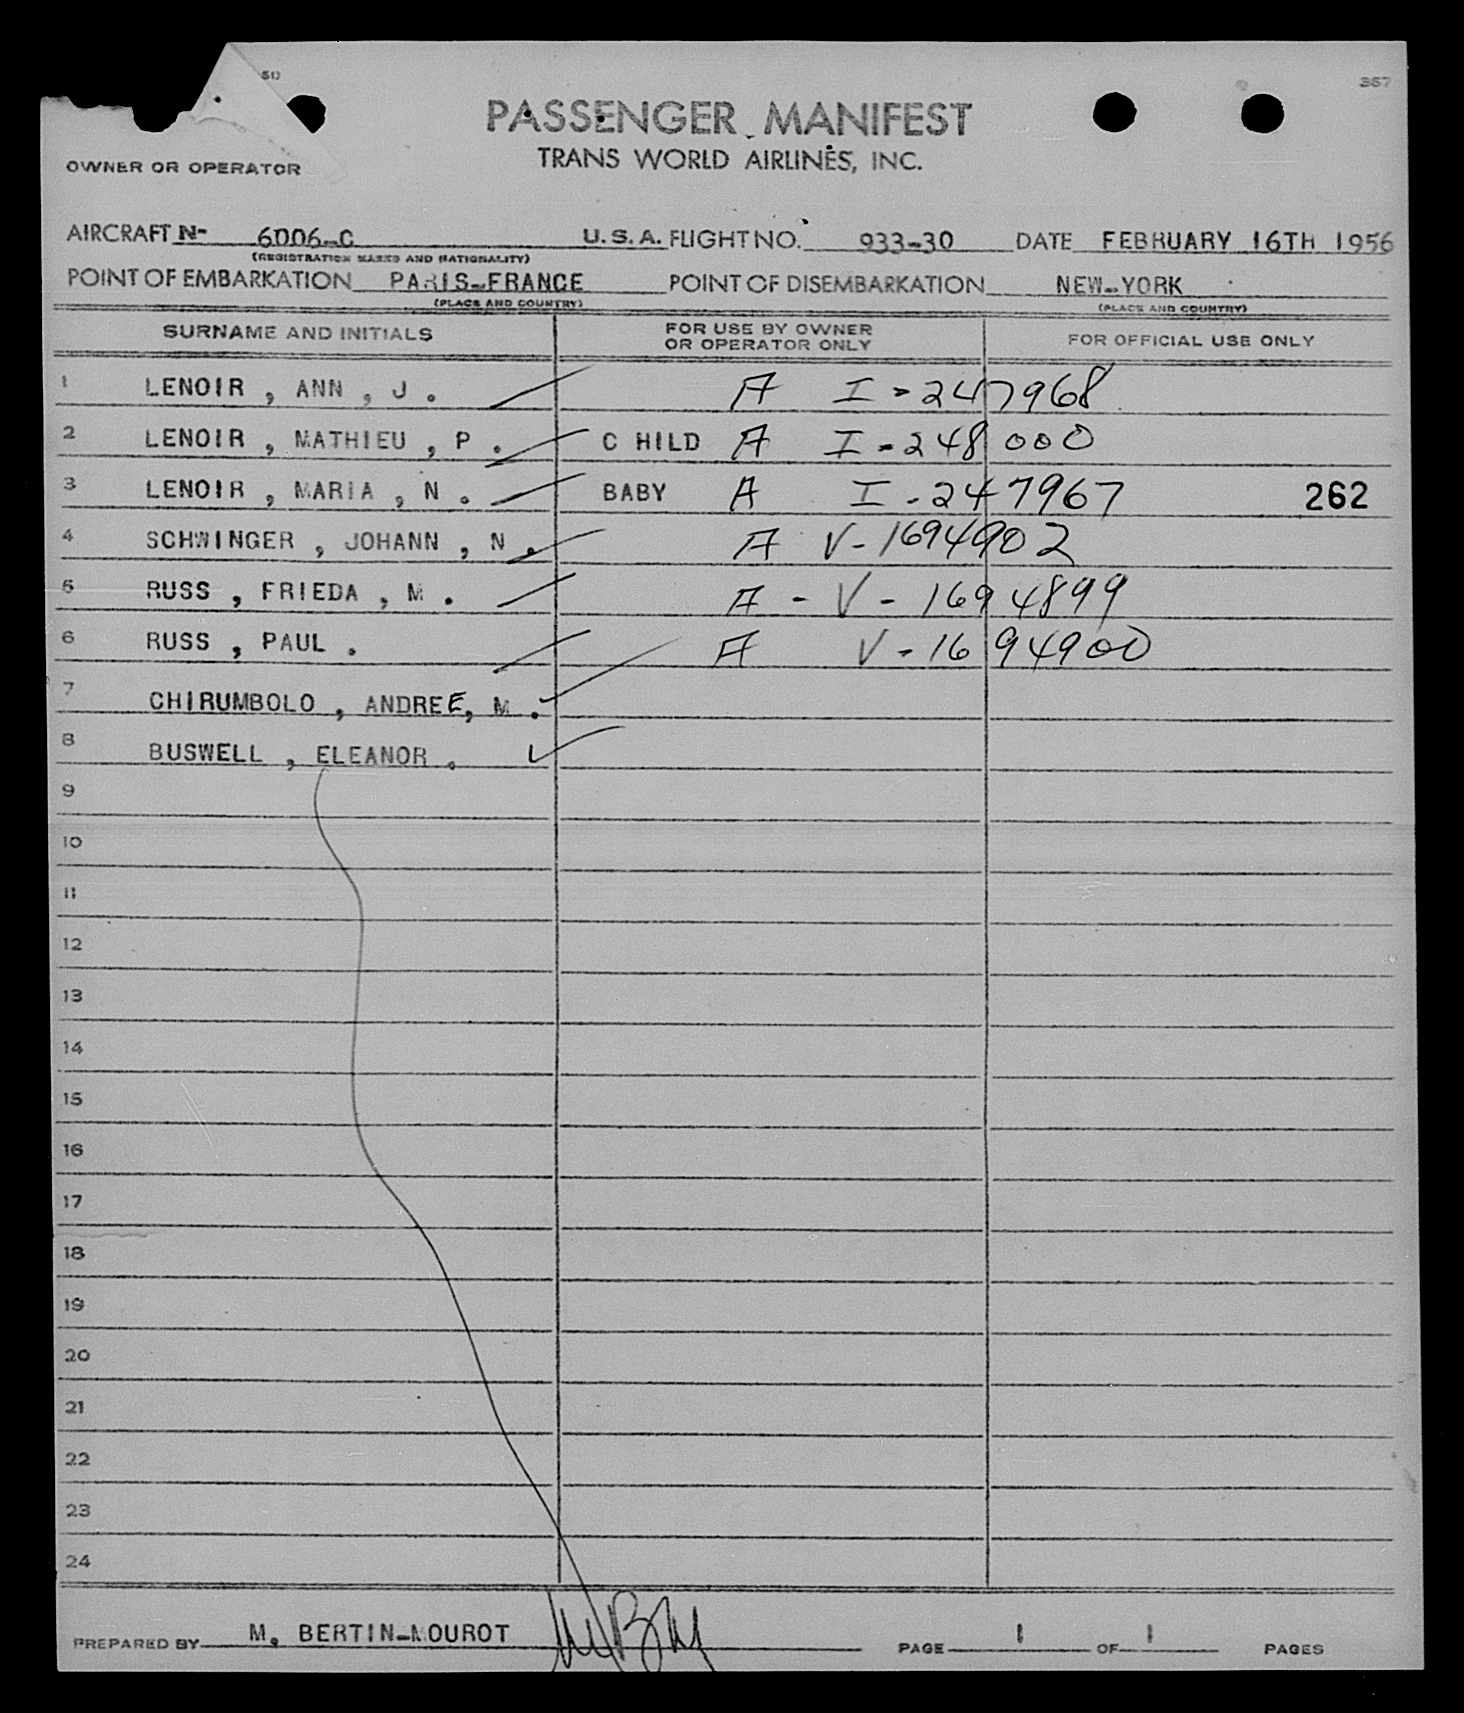 50 367
PASSENGER MANIFEST
TRANS WORLD AIRLINES, INC.
OWNER OR OPERATOR
AIRCRAFT N- 6006-C U.S.A. FLIGHT NO. 933-30 DATE FEBRUARY 16TH 1956
(REGISTRATION MARKS AND NATIONALITY)
POINT OF EMBARKATION PARIS-FRANCE POINT OF DISEMBARKATION NEW-YORK
(PLACE AND COUNTRY) (PLACE AND COUNTRY)
SURNAME AND INITIALS FOR USE BY OWNER OR OPERATOR ONLY FOR OFFICIAL USE ONLY
1 LENOIR , ANN , J . A I - 247968
2 LENOIR , MATHIEU , P . C HILD A I - 248000
3 LENOIR , MARIA , N . BABY A I - 247967 262
4 SCHWINGER , JOHANN , N . A V - 1694902
5 RUSS , FRIEDA , M . A - V - 1694899
6 RUSS , PAUL . A V - 1694900
7 CHIRUMBOLO , ANDREE, M .
8 BUSWELL , ELEANOR .
9
10
11
12
13
14
15
16
17
18
19
20
21
22
23
24
PREPARED BY M. BERTIN-MOUROT PAGE 1 OF 1 PAGES